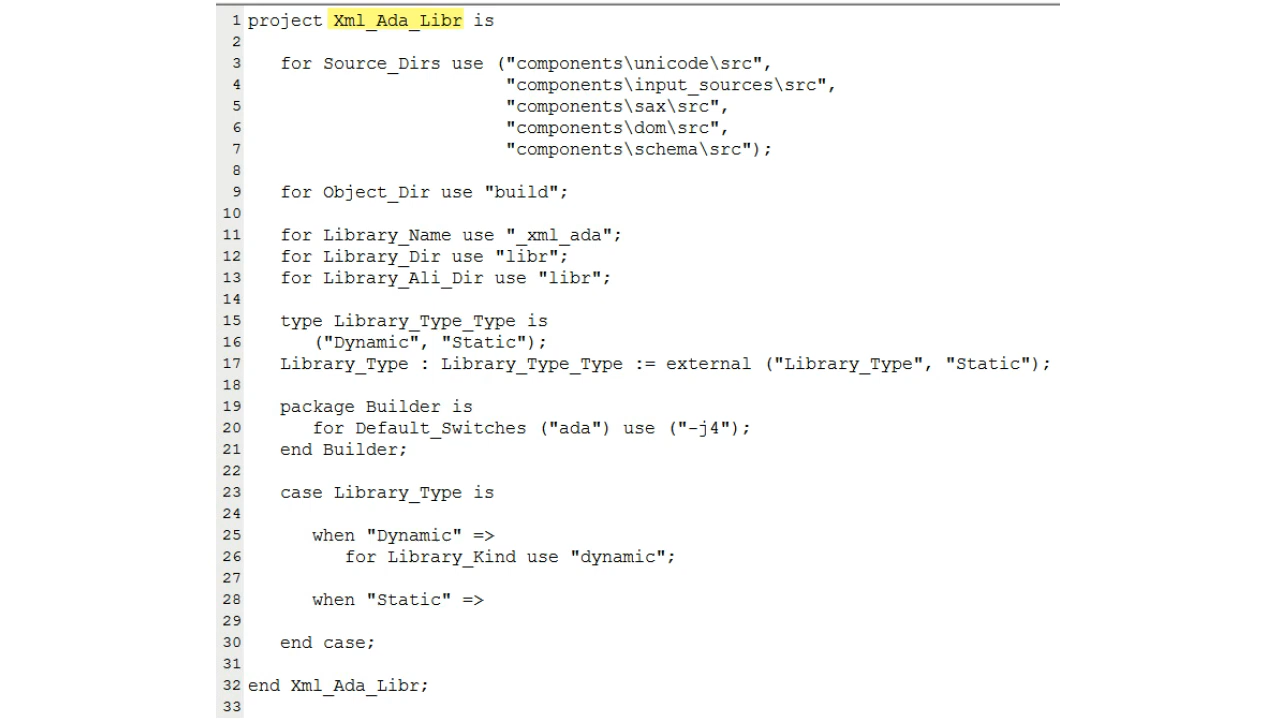 1 project Xml_Ada_Libr is
2
3 for Source_Dirs use ("components\unicode\src",
4 "components\input_sources\src",
5 "components\sax\src",
6 "components\dom\src",
7 "components\schema\src");
8
9 for Object_Dir use "build";
10
11 for Library_Name use "_xml_ada";
12 for Library_Dir use "libr";
13 for Library_Ali_Dir use "libr";
14
15 type Library_Type_Type is
16 ("Dynamic", "Static");
17 Library_Type : Library_Type_Type := external ("Library_Type", "Static");
18
19 package Builder is
20 for Default_Switches ("ada") use ("-j4");
21 end Builder;
22
23 case Library_Type is
24
25 when "Dynamic" =>
26 for Library_Kind use "dynamic";
27
28 when "Static" =>
29
30 end case;
31
32 end Xml_Ada_Libr;
33